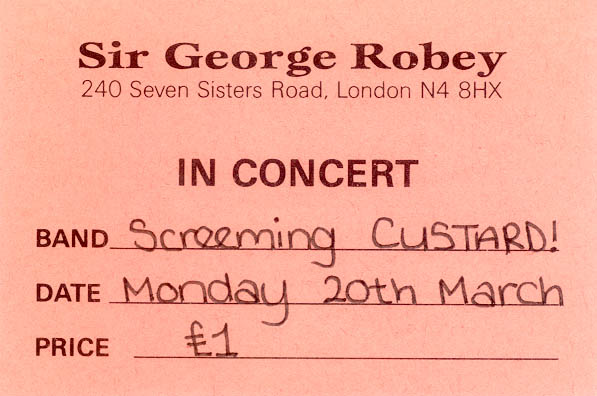 Sir George Robey
240 Seven Sisters Road, London N4 8HX
IN CONCERT
BAND Screeming CUSTARD!
DATE Monday 20th March
PRICE £1